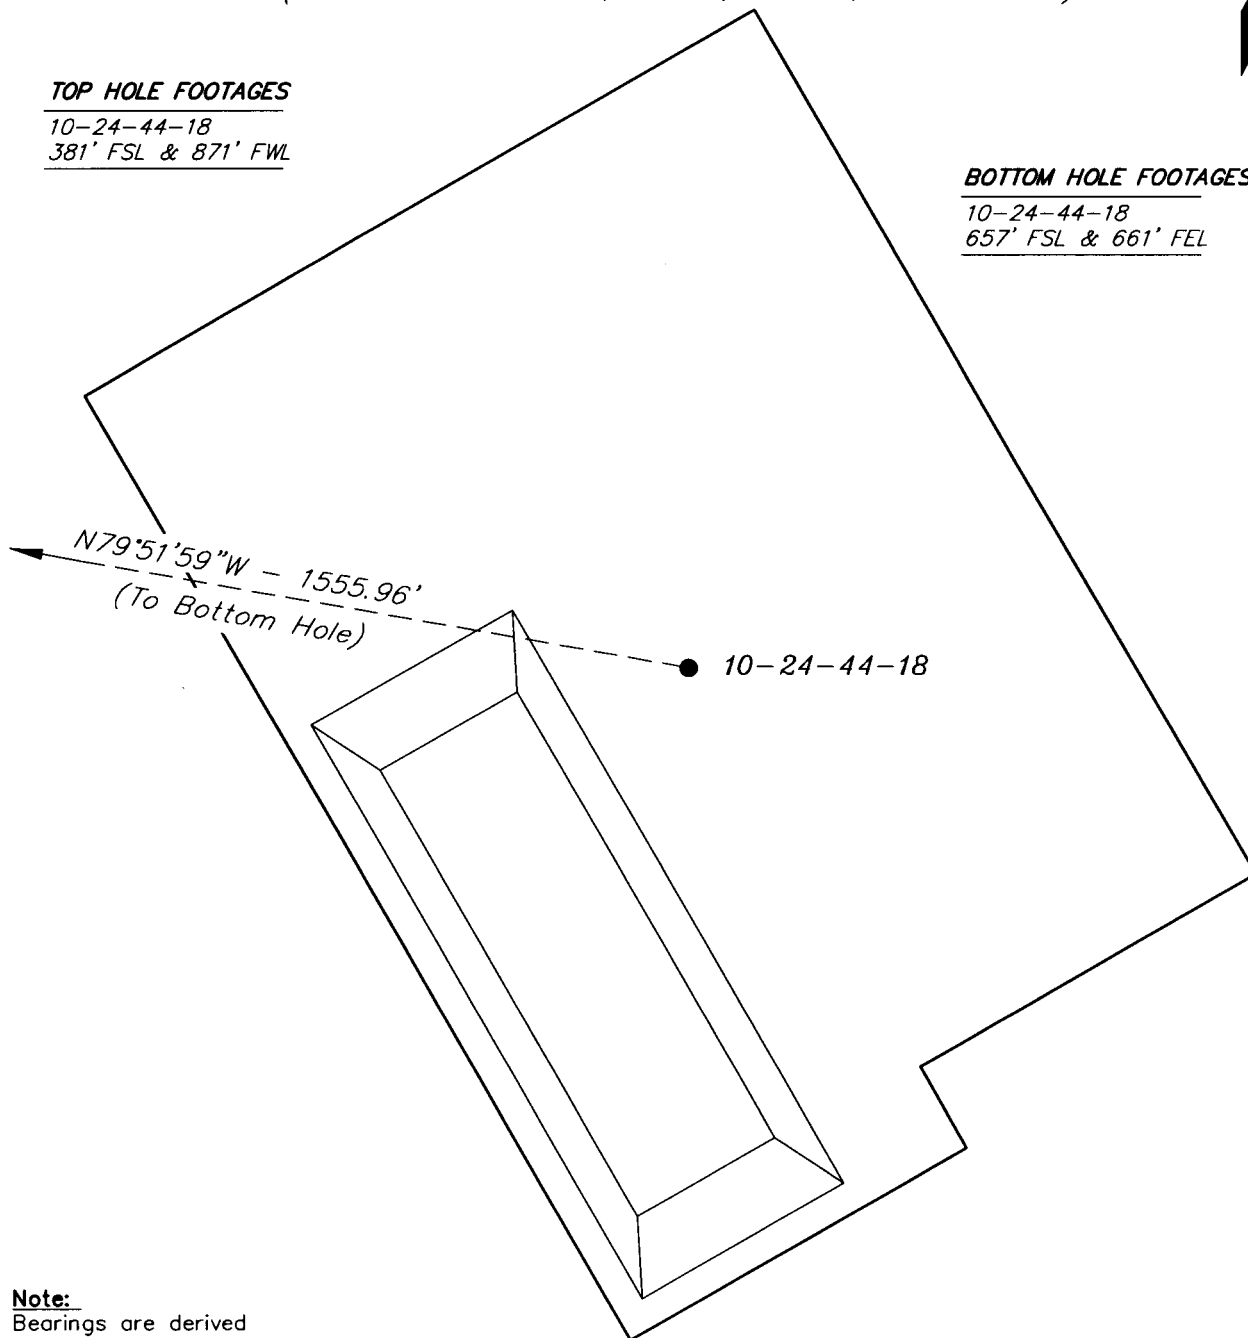 TOP HOLE FOOTAGES
10-24-44-18
381' FSL & 871' FWL
BOTTOM HOLE FOOTAGES
10-24-44-18
657' FSL & 661' FEL
N79°51'59"W - 1555.96'
(To Bottom Hole)
10-24-44-18
Note:
Bearings are derived